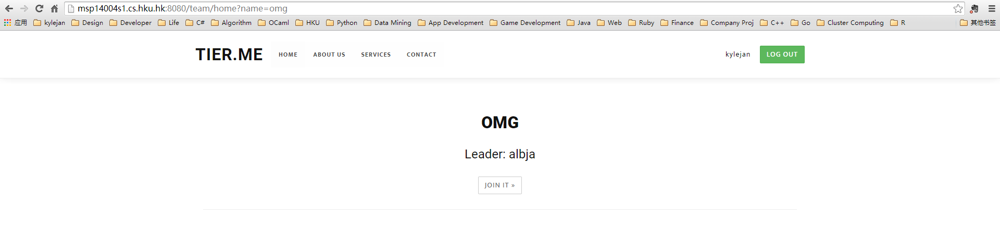 msp14004s1.cs.hku.hk:8080/team/home?name=omg
应用 kylejan Design Developer Life C# Algorithm OCaml HKU Python Data Mining App Development Game Development Java Web Ruby Finance Company Proj C++ Go Cluster Computing R 其他书签
TIER.ME HOME ABOUT US SERVICES CONTACT kylejan LOG OUT
OMG
Leader: albja
JOIN IT »